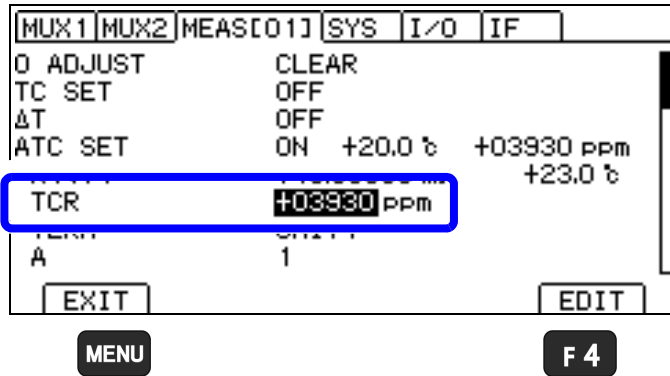 MUX1 MUX2 MEAS[01] SYS I/O IF
0 ADJUST CLEAR
TC SET OFF
ΔT OFF
ATC SET ON +20.0 ℃ +03930 ppm
+23.0 ℃
TCR +03930 ppm
A 1
EXIT EDIT
MENU F 4